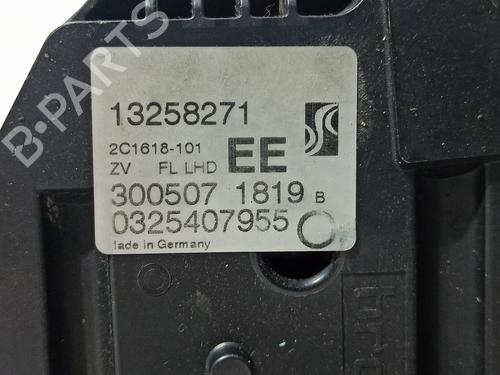 B-PARTS
13258271
2C1618-101
ZV FL LHD EE
300507 1819 B
0325407955
lade in Germany